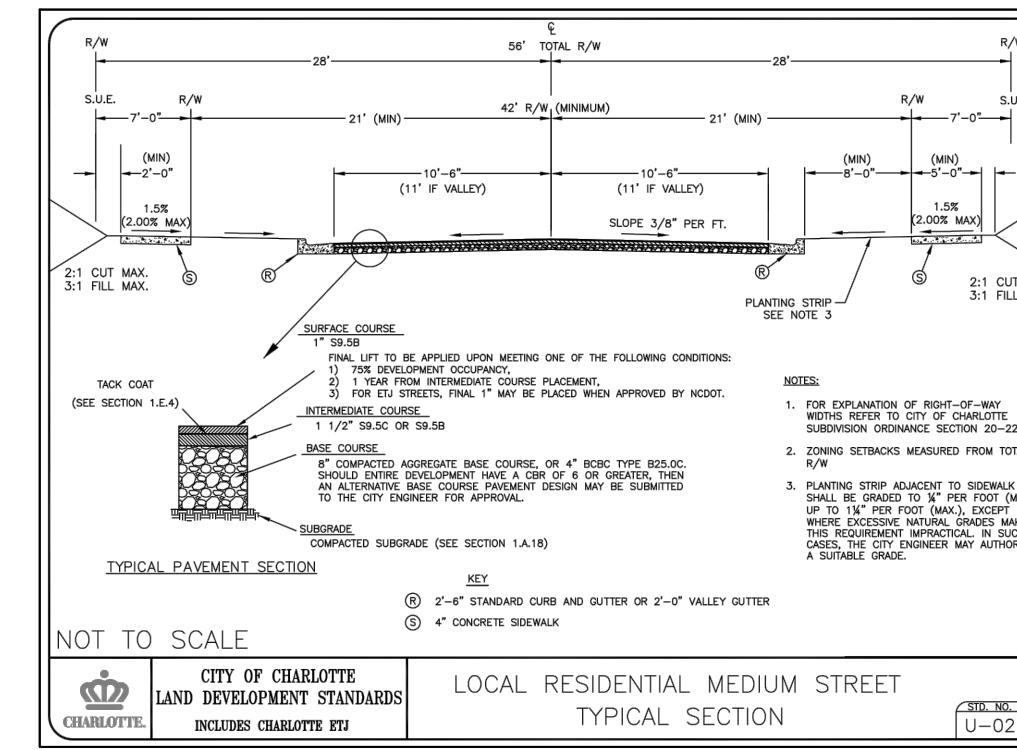 ℄
R/W
56' TOTAL R/W
28'
28'
S.U.E.
R/W
42' R/W (MINIMUM)
R/W
7'-0"
21' (MIN)
21' (MIN)
7'-0"
(MIN)
2'-0"
10'-6"
(11' IF VALLEY)
10'-6"
(11' IF VALLEY)
(MIN)
8'-0"
(MIN)
5'-0"
1.5%
(2.00% MAX)
SLOPE 3/8" PER FT.
1.5%
(2.00% MAX)
2:1 CUT MAX.
3:1 FILL MAX.
S
R
R
S
2:1 CUT
3:1 FILL
PLANTING STRIP
SEE NOTE 3
SURFACE COURSE
1" S9.5B
FINAL LIFT TO BE APPLIED UPON MEETING ONE OF THE FOLLOWING CONDITIONS:
1) 75% DEVELOPMENT OCCUPANCY,
2) 1 YEAR FROM INTERMEDIATE COURSE PLACEMENT,
3) FOR ETJ STREETS, FINAL 1" MAY BE PLACED WHEN APPROVED BY NCDOT.
TACK COAT
(SEE SECTION 1.E.4)
INTERMEDIATE COURSE
1 1/2" S9.5C OR S9.5B
BASE COURSE
8" COMPACTED AGGREGATE BASE COURSE, OR 4" BCBC TYPE B25.0C.
SHOULD ENTIRE DEVELOPMENT HAVE A CBR OF 6 OR GREATER, THEN
AN ALTERNATIVE BASE COURSE PAVEMENT DESIGN MAY BE SUBMITTED
TO THE CITY ENGINEER FOR APPROVAL.
SUBGRADE
COMPACTED SUBGRADE (SEE SECTION 1.A.18)
TYPICAL PAVEMENT SECTION
NOTES:
1. FOR EXPLANATION OF RIGHT-OF-WAY
WIDTHS REFER TO CITY OF CHARLOTTE
SUBDIVISION ORDINANCE SECTION 20-22
2. ZONING SETBACKS MEASURED FROM
R/W
3. PLANTING STRIP ADJACENT TO SIDEWALK
SHALL BE GRADED TO ¼" PER FOOT
UP TO 1¼" PER FOOT (MAX.), EXCEPT
WHERE EXCESSIVE NATURAL GRADES
THIS REQUIREMENT IMPRACTICAL. IN
CASES, THE CITY ENGINEER MAY
A SUITABLE GRADE.
KEY
R 2'-6" STANDARD CURB AND GUTTER OR 2'-0" VALLEY GUTTER
S 4" CONCRETE SIDEWALK
NOT TO SCALE
CHARLOTTE.
CITY OF CHARLOTTE
LAND DEVELOPMENT STANDARDS
INCLUDES CHARLOTTE ETJ
LOCAL RESIDENTIAL MEDIUM STREET
TYPICAL SECTION
STD. NO.
U-02